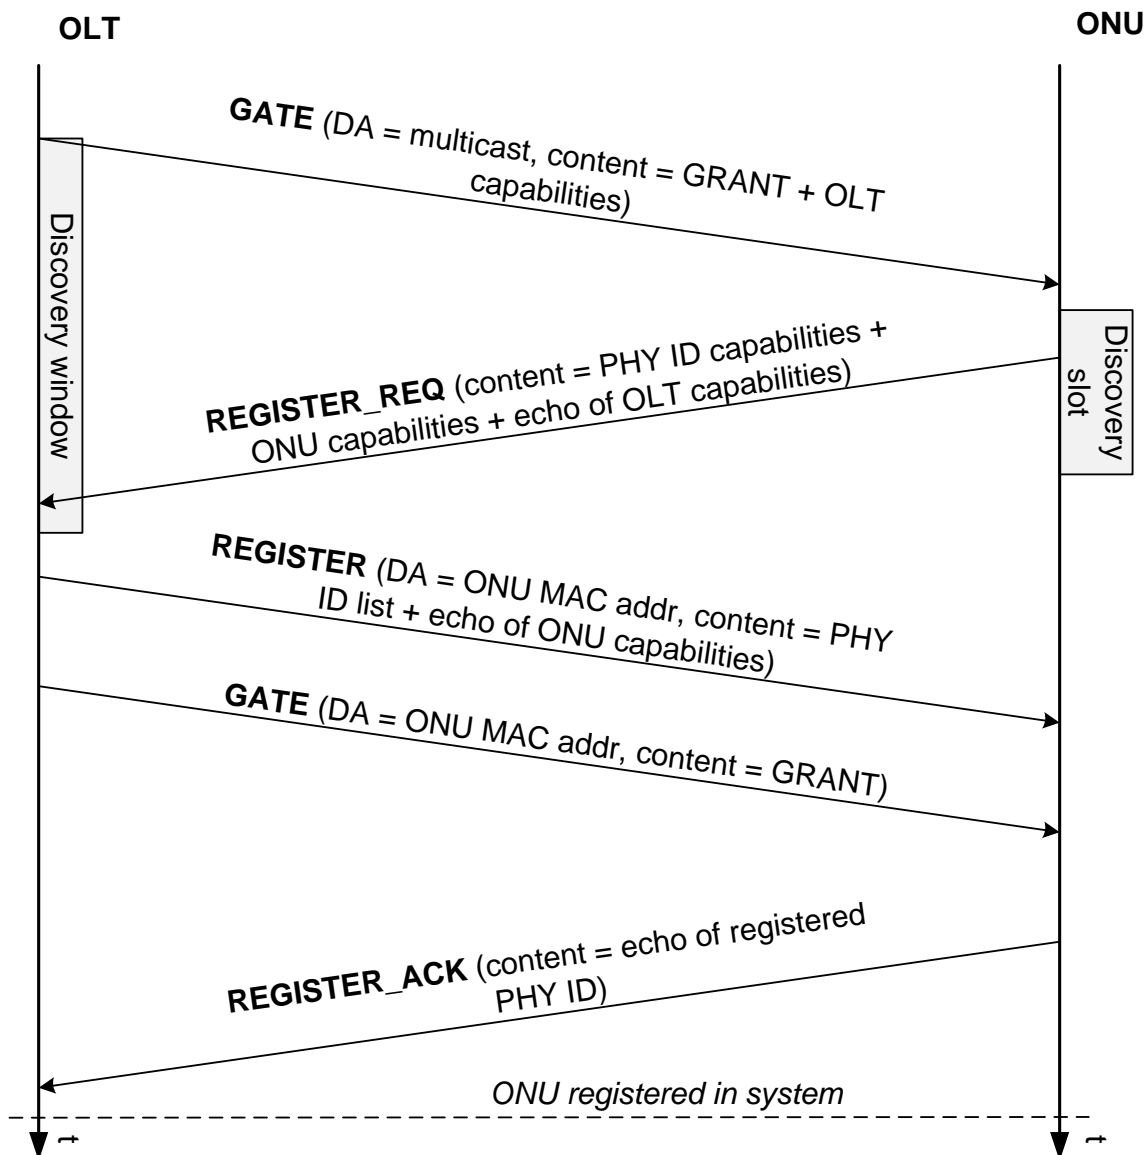 OLT
ONU
GATE (DA = multicast, content = GRANT + OLT
capabilities)
Discovery window
Discovery
slot
REGISTER_REQ (content = PHY ID capabilities +
ONU capabilities + echo of OLT capabilities)
REGISTER (DA = ONU MAC addr, content = PHY
ID list + echo of ONU capabilities)
GATE (DA = ONU MAC addr, content = GRANT)
REGISTER_ACK (content = echo of registered
PHY ID)
ONU registered in system
t
t